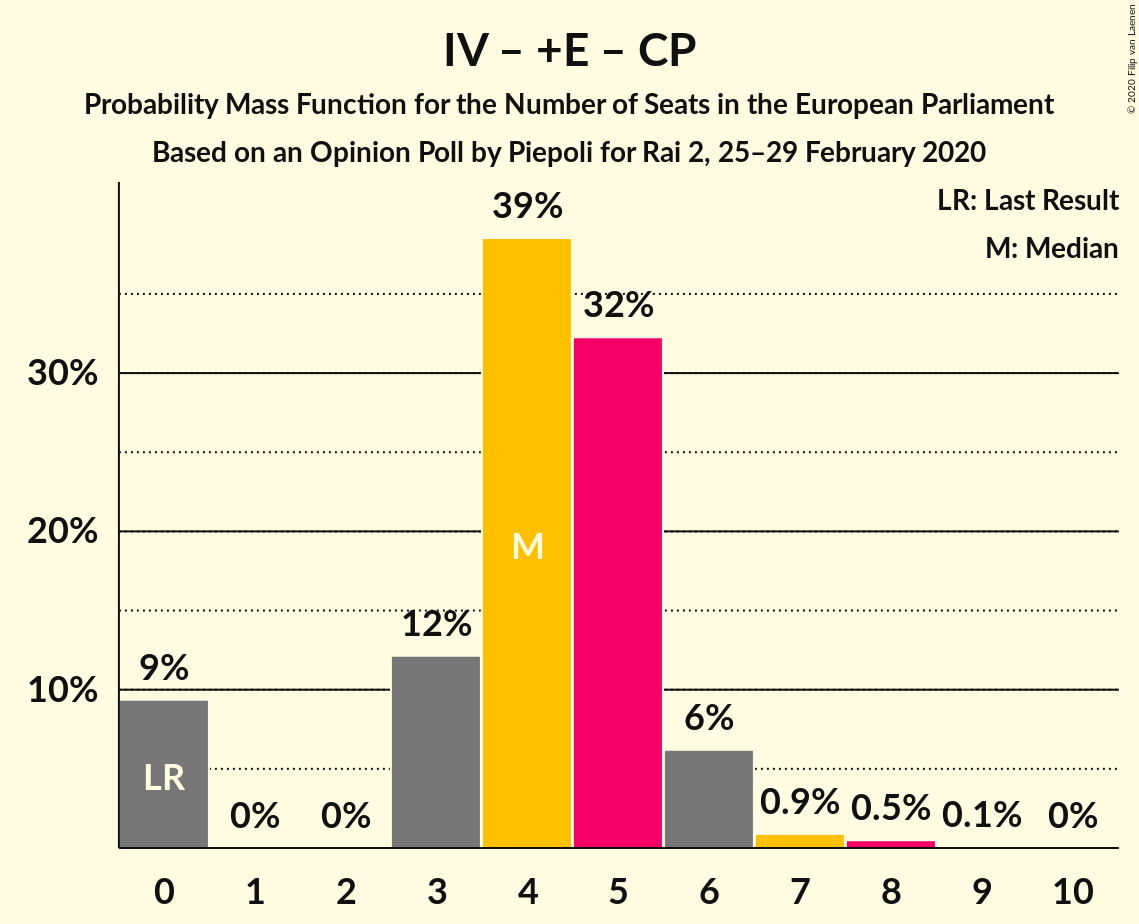 IV – +E – CP
Probability Mass Function for the Number of Seats in the European Parliament
Based on an Opinion Poll by Piepoli for Rai 2, 25–29 February 2020
© 2020 Filip van Laenen
LR: Last Result
M: Median
39%
32%
30%
20%
M
12%
9%
10%
6%
LR
0%
0%
0.9%
0.5%
0.1%
0%
0 1 2 3 4 5 6 7 8 9 10